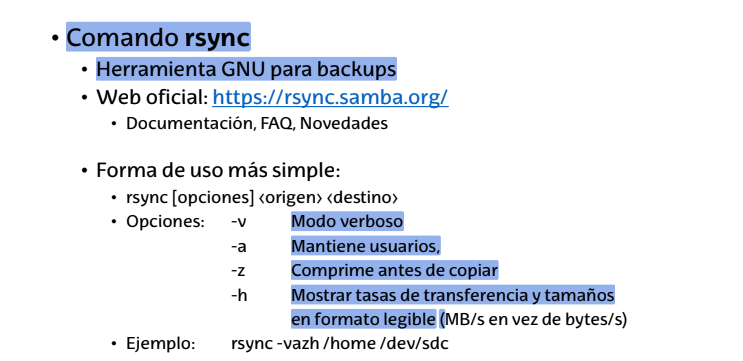 • Comando rsync
• Herramienta GNU para backups
• Web oficial: https://rsync.samba.org/
• Documentación, FAQ, Novedades
• Forma de uso más simple:
• rsync [opciones] ‹origen› ‹destino›
• Opciones: -v Modo verboso
-a Mantiene usuarios,
-z Comprime antes de copiar
-h Mostrar tasas de transferencia y tamaños
en formato legible (MB/s en vez de bytes/s)
• Ejemplo: rsync -vazh /home /dev/sdc